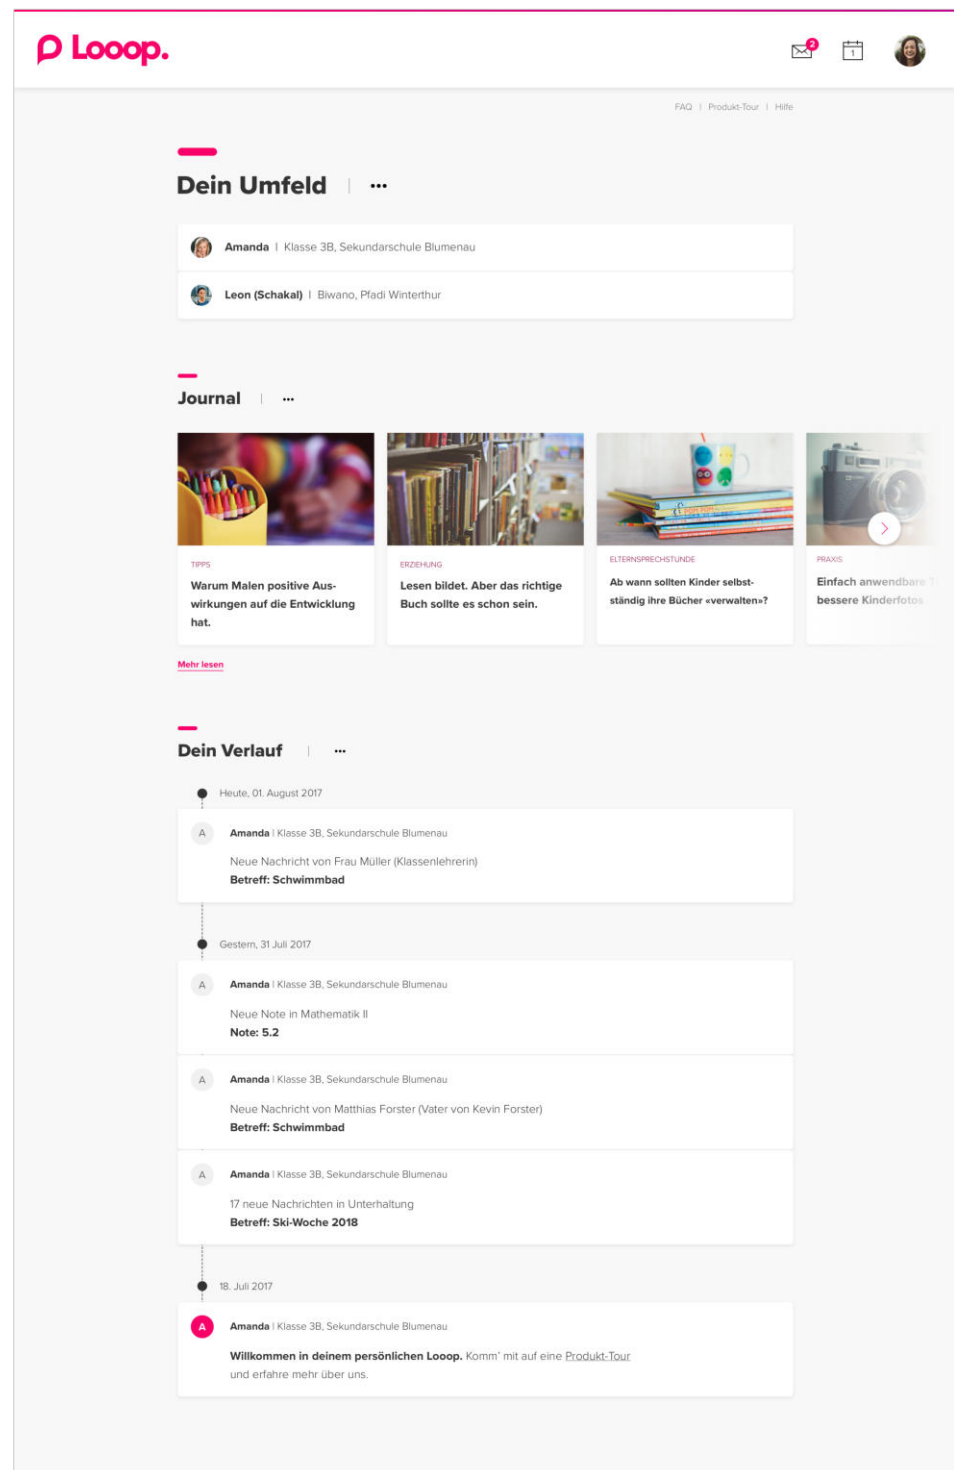 Looop.
2
1
FAQ | Produkt-Tour | Hilfe
Dein Umfeld | •••
Amanda | Klasse 3B, Sekundarschule Blumenau
Leon (Schakal) | Biwano, Pfadi Winterthur
Journal | •••
TIPPS
Warum Malen positive Aus-
wirkungen auf die Entwicklung
hat.
ERZIEHUNG
Lesen bildet. Aber das richtige
Buch sollte es schon sein.
ELTERNSPRECHSTUNDE
Ab wann sollten Kinder selbst-
ständig ihre Bücher «verwalten»?
PRAXIS
Einfach anwendbare T
bessere Kinderfotos
Mehr lesen
Dein Verlauf | •••
Heute, 01. August 2017
A Amanda | Klasse 3B, Sekundarschule Blumenau
Neue Nachricht von Frau Müller (Klassenlehrerin)
Betreff: Schwimmbad
Gestern, 31 Juli 2017
A Amanda | Klasse 3B, Sekundarschule Blumenau
Neue Note in Mathematik II
Note: 5.2
A Amanda | Klasse 3B, Sekundarschule Blumenau
Neue Nachricht von Matthias Forster (Vater von Kevin Forster)
Betreff: Schwimmbad
A Amanda | Klasse 3B, Sekundarschule Blumenau
17 neue Nachrichten in Unterhaltung
Betreff: Ski-Woche 2018
18. Juli 2017
A Amanda | Klasse 3B, Sekundarschule Blumenau
Willkommen in deinem persönlichen Looop. Komm' mit auf eine Produkt-Tour
und erfahre mehr über uns.